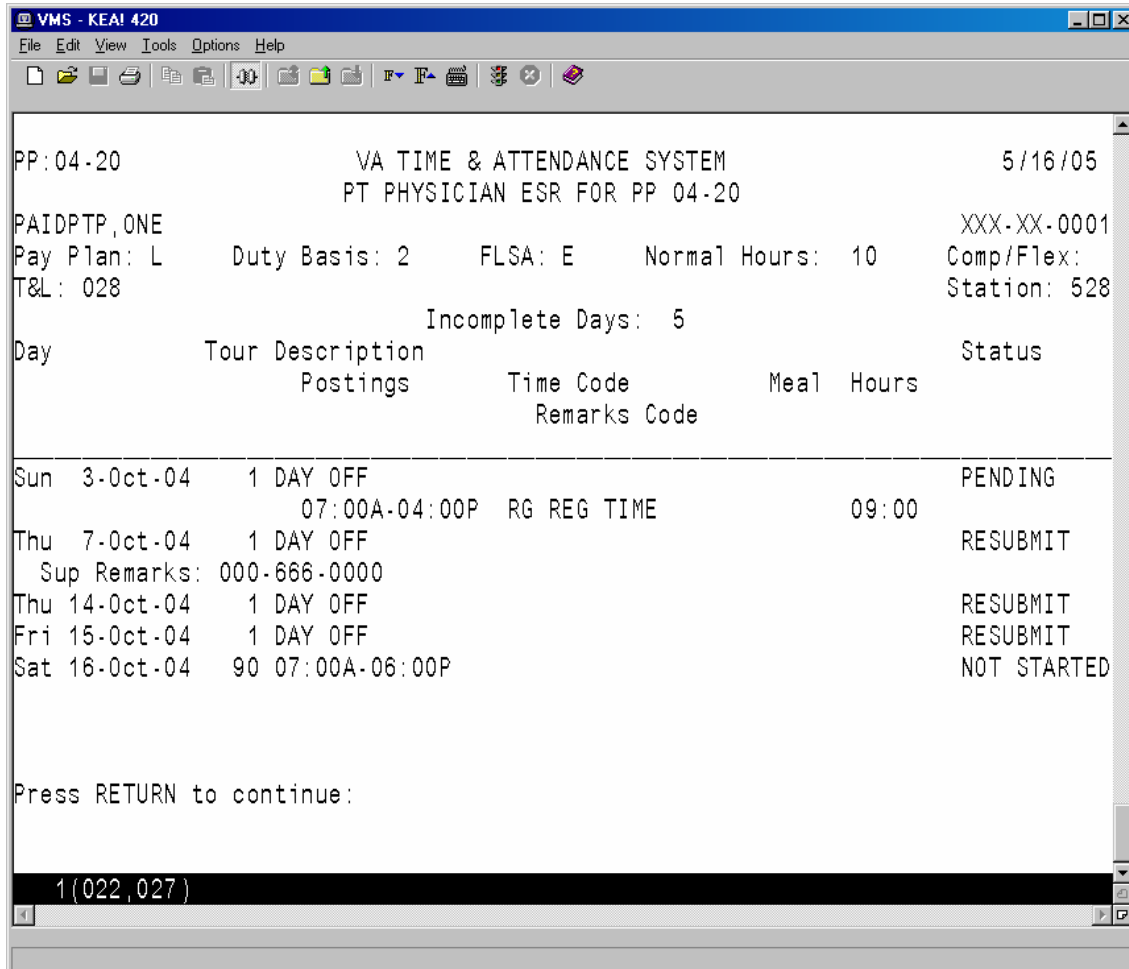 VMS - KEA! 420
File Edit View Tools Options Help
PP:04-20 VA TIME & ATTENDANCE SYSTEM 5/16/05
PT PHYSICIAN ESR FOR PP 04-20
PAIDPTP,ONE XXX-XX-0001
Pay Plan: L Duty Basis: 2 FLSA: E Normal Hours: 10 Comp/Flex:
T&L: 028 Station: 528
Incomplete Days: 5
Day Tour Description Status
Postings Time Code Meal Hours
Remarks Code
Sun 3-Oct-04 1 DAY OFF PENDING
07:00A-04:00P RG REG TIME 09:00
Thu 7-Oct-04 1 DAY OFF RESUBMIT
Sup Remarks: 000-666-0000
Thu 14-Oct-04 1 DAY OFF RESUBMIT
Fri 15-Oct-04 1 DAY OFF RESUBMIT
Sat 16-Oct-04 90 07:00A-06:00P NOT STARTED
Press RETURN to continue:
1(022,027)